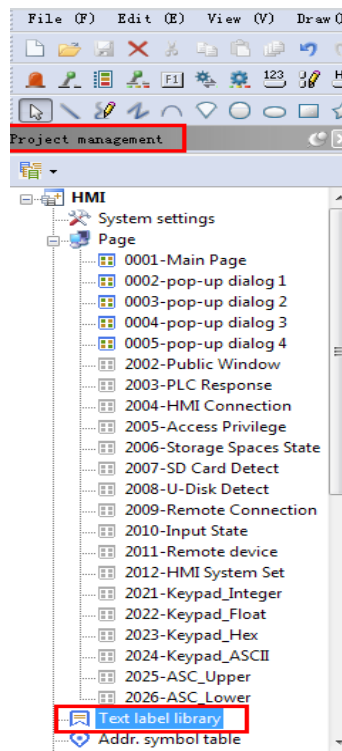 File (F) Edit (E) View (V) Draw(
F1 123
Project management
HMI
System settings
Page
0001-Main Page
0002-pop-up dialog 1
0003-pop-up dialog 2
0004-pop-up dialog 3
0005-pop-up dialog 4
2002-Public Window
2003-PLC Response
2004-HMI Connection
2005-Access Privilege
2006-Storage Spaces State
2007-SD Card Detect
2008-U-Disk Detect
2009-Remote Connection
2010-Input State
2011-Remote device
2012-HMI System Set
2021-Keypad_Integer
2022-Keypad_Float
2023-Keypad_Hex
2024-Keypad_ASCII
2025-ASC_Upper
2026-ASC_Lower
Text label library
Addr. symbol table